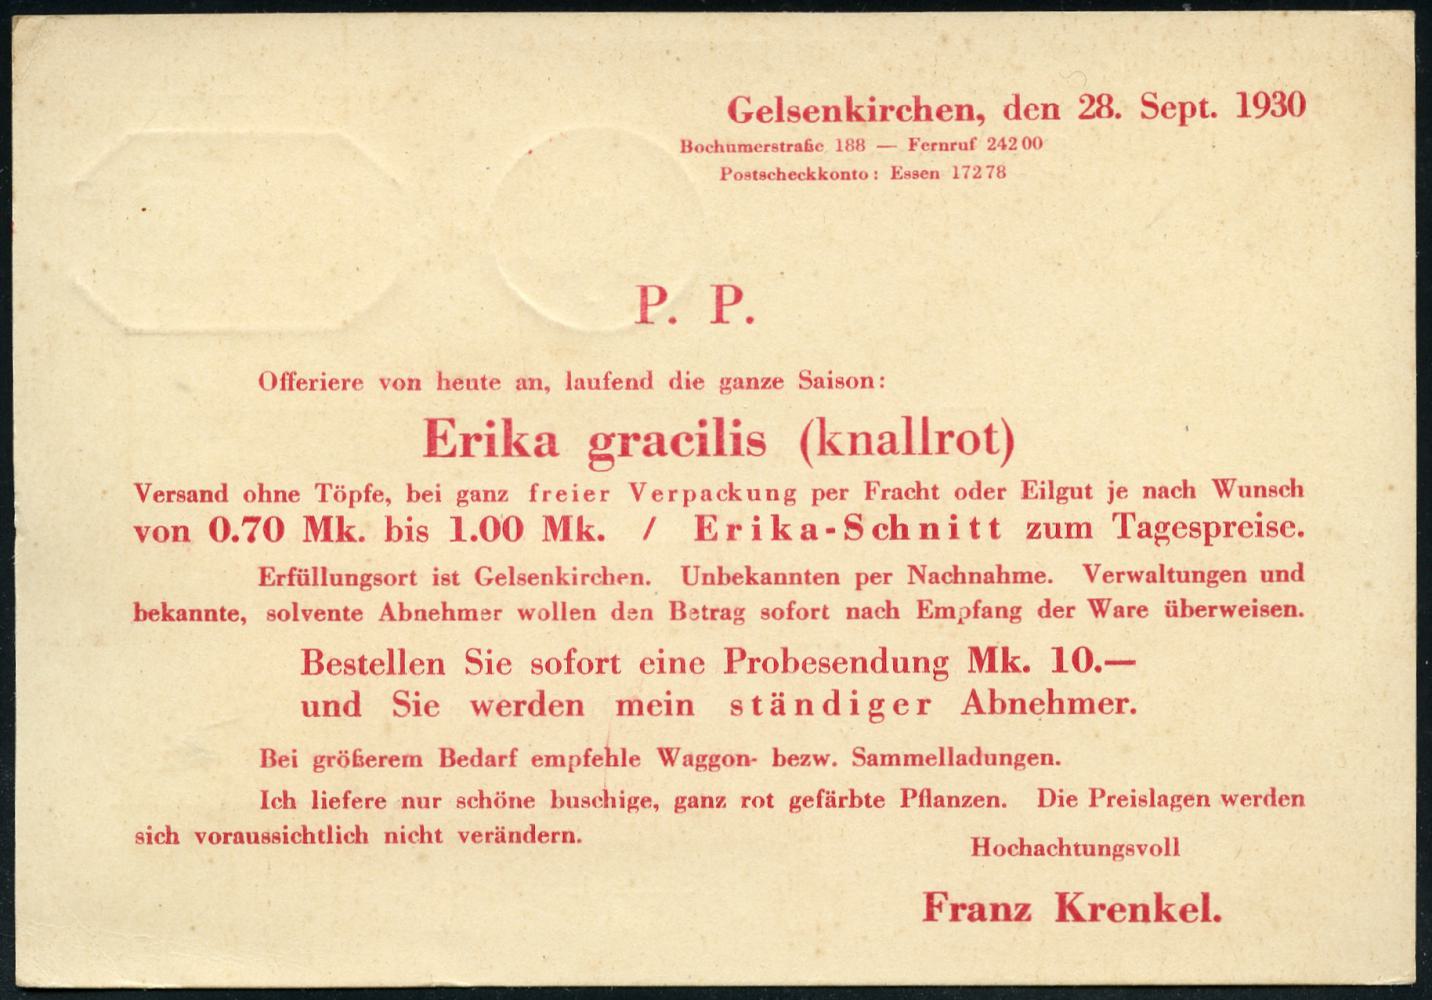 Gelsenkirchen, den 28. Sept. 1930
Bochumerstraße 188 — Fernruf 242 00
Postscheckkonto: Essen 172 78
P. P.
Offeriere von heute an, laufend die ganze Saison:
Erika gracilis (knallrot)
Versand ohne Töpfe, bei ganz freier Verpackung per Fracht oder Eilgut je nach Wunsch
von 0.70 Mk. bis 1.00 Mk. / Erika-Schnitt zum Tagespreise.
Erfüllungsort ist Gelsenkirchen. Unbekannten per Nachnahme. Verwaltungen und
bekannte, solvente Abnehmer wollen den Betrag sofort nach Empfang der Ware überweisen.
Bestellen Sie sofort eine Probesendung Mk. 10.—
und Sie werden mein ständiger Abnehmer.
Bei größerem Bedarf empfehle Waggon- bezw. Sammelladungen.
Ich liefere nur schöne buschige, ganz rot gefärbte Pflanzen. Die Preislagen werden
sich voraussichtlich nicht verändern.
Hochachtungsvoll
Franz Krenkel.